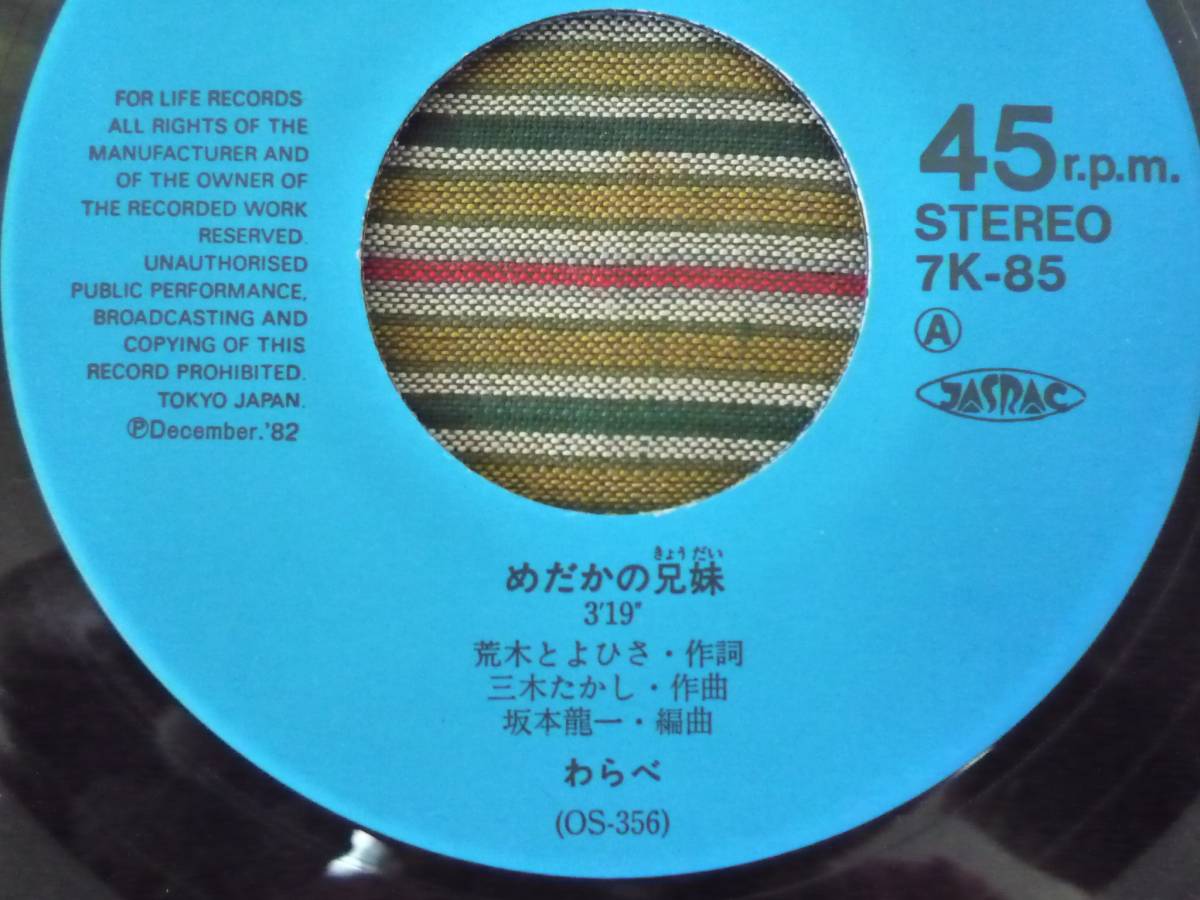 FOR LIFE RECORDS
ALL RIGHTS OF THE
MANUFACTURER AND
OF THE OWNER OF
THE RECORDED WORK
RESERVED.
UNAUTHORISED
PUBLIC PERFORMANCE,
BROADCASTING AND
COPYING OF THIS
RECORD PROHIBITED.
TOKYO JAPAN.
ⓅDecember.'82
45 r.p.m.
STEREO
7K-85
Ⓐ
JASRAC
きょうだい
めだかの兄妹
3'19"
荒木とよひさ・作詞
三木たかし・作曲
坂本龍一・編曲
わらべ
(OS-356)